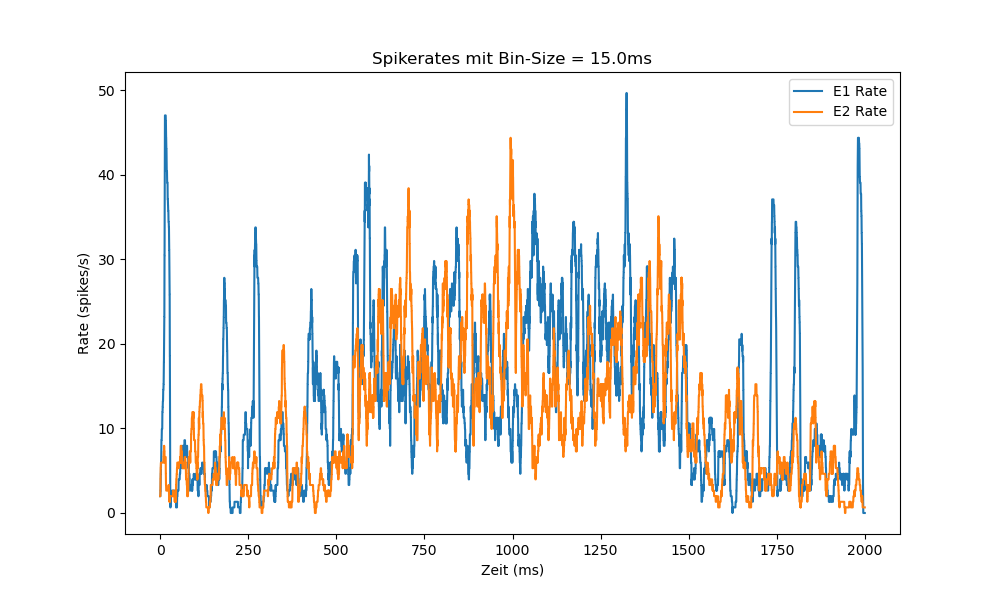 Spikerates mit Bin-Size = 15.0ms
E1 Rate
E2 Rate
50
40
30
20
10
0
Rate (spikes/s)
0 250 500 750 1000 1250 1500 1750 2000
Zeit (ms)